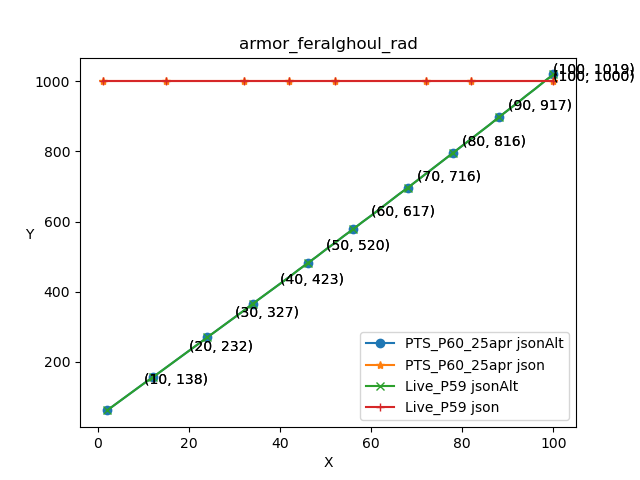 armor_feralghoul_rad
1000
800
600
400
200
Y
(100, 1019)
(100, 1000)
(90, 917)
(80, 816)
(70, 716)
(60, 617)
(50, 520)
(40, 423)
(30, 327)
(20, 232)
(10, 138)
PTS_P60_25apr jsonAlt
PTS_P60_25apr json
Live_P59 jsonAlt
Live_P59 json
0 20 40 60 80 100
X